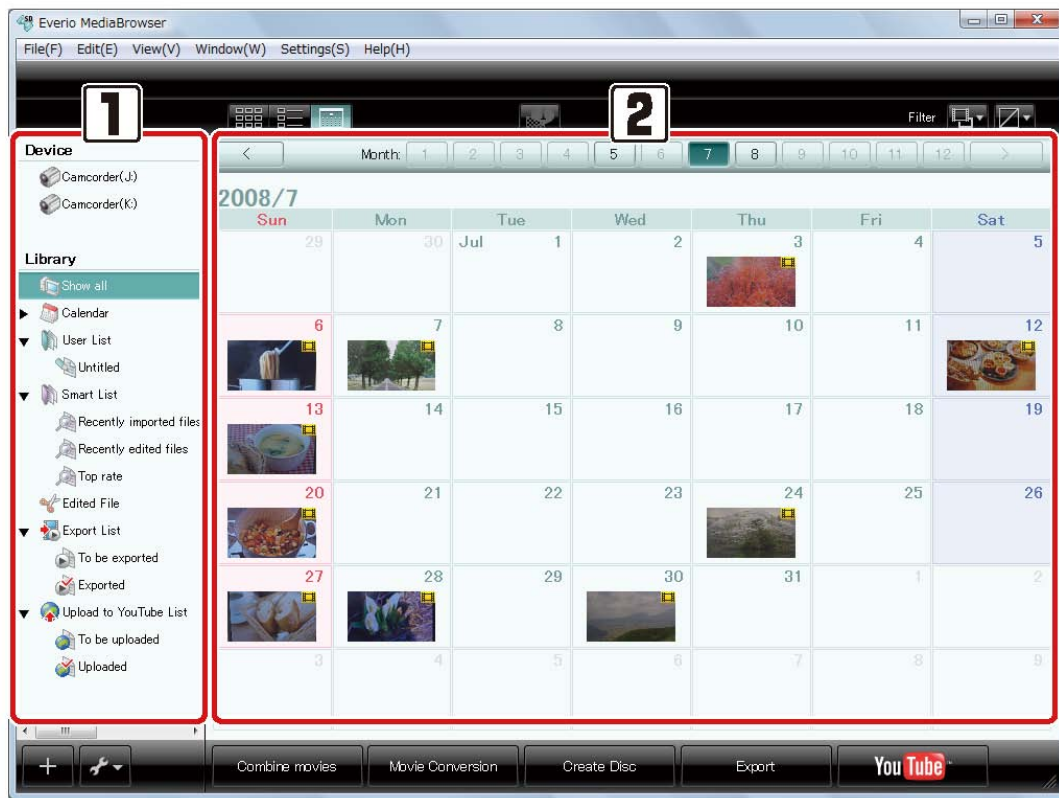 Everio MediaBrowser
File(F) Edit(E) View(V) Window(W) Settings(S) Help(H)
1
2
Filter
Device
Camcorder(J:)
Camcorder(K:)
Library
Show all
Calendar
User List
Untitled
Smart List
Recently imported files
Recently edited files
Top rate
Edited File
Export List
To be exported
Exported
Upload to YouTube List
To be uploaded
Uploaded
< Month: 1 2 3 4 5 6 7 8 9 10 11 12 >
2008/7
Sun Mon Tue Wed Thu Fri Sat
29 30 Jul 1 2 3 4 5
6 7 8 9 10 11 12
13 14 15 16 17 18 19
20 21 22 23 24 25 26
27 28 29 30 31 1 2
3 4 5 6 7 8 9
Combine movies Movie Conversion Create Disc Export YouTube